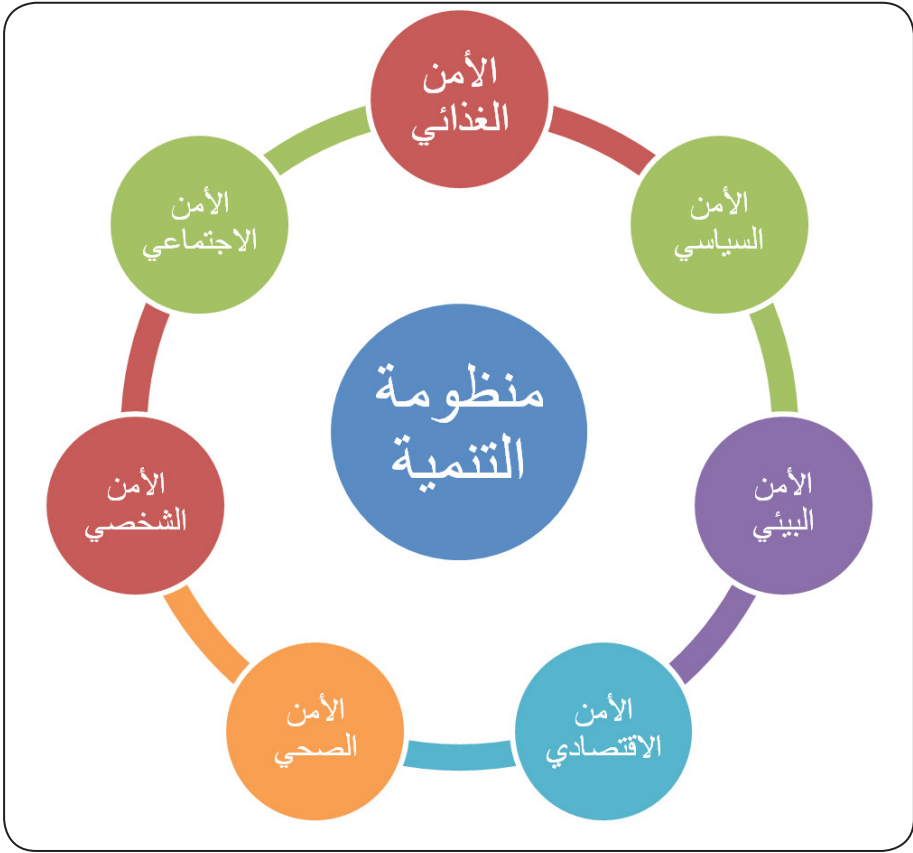 الأمن
الغذائي
الأمن
السياسي
الأمن
البيئي
الأمن
الاقتصادي
الأمن
الصحي
الأمن
الشخصي
الأمن
الاجتماعي
منظومة
التنمية